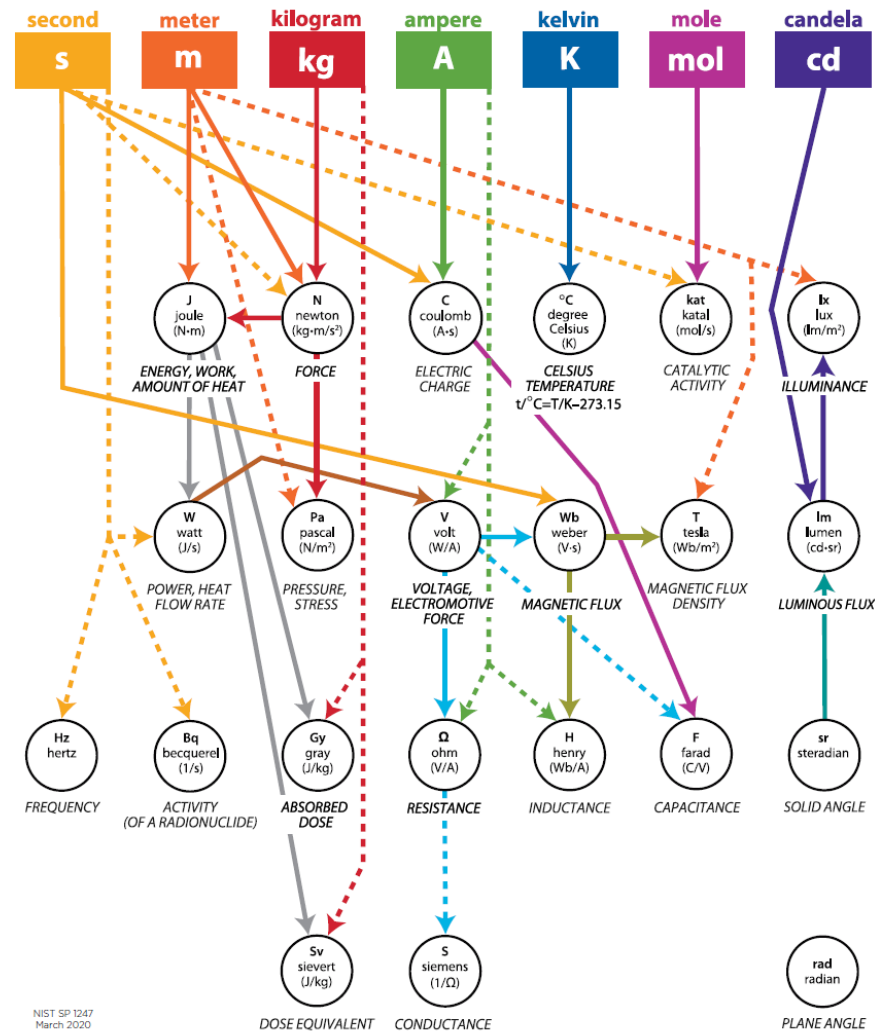 second meter kilogram ampere kelvin mole candela
s m kg A K mol cd
J
joule
(N·m)
ENERGY, WORK,
AMOUNT OF HEAT
N
newton
(kg·m/s²)
FORCE
C
coulomb
(A·s)
ELECTRIC
CHARGE
°C
degree
Celsius
(K)
CELSIUS
TEMPERATURE
t/°C=T/K–273.15
kat
katal
(mol/s)
CATALYTIC
ACTIVITY
lx
lux
(lm/m²)
ILLUMINANCE
W
watt
(J/s)
POWER, HEAT
FLOW RATE
Pa
pascal
(N/m²)
PRESSURE,
STRESS
V
volt
(W/A)
VOLTAGE,
ELECTROMOTIVE
FORCE
Wb
weber
(V·s)
MAGNETIC FLUX
T
tesla
(Wb/m²)
MAGNETIC FLUX
DENSITY
lm
lumen
(cd·sr)
LUMINOUS FLUX
Hz
hertz
FREQUENCY
Bq
becquerel
(1/s)
ACTIVITY
(OF A RADIONUCLIDE)
Gy
gray
(J/kg)
ABSORBED
DOSE
Ω
ohm
(V/A)
RESISTANCE
H
henry
(Wb/A)
INDUCTANCE
F
farad
(C/V)
CAPACITANCE
sr
steradian
SOLID ANGLE
Sv
sievert
(J/kg)
DOSE EQUIVALENT
S
siemens
(1/Ω)
CONDUCTANCE
rad
radian
PLANE ANGLE
NIST SP 1247
March 2020